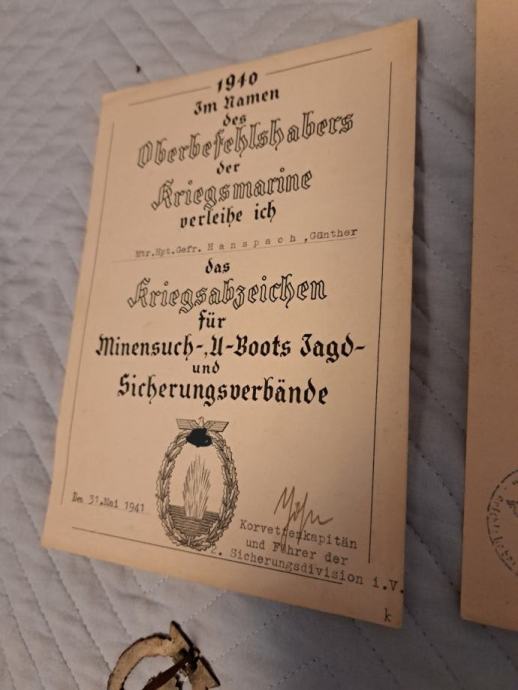 1940
Im Namen
des
Oberbefehlshabers
der
Kriegsmarine
verleihe ich
Mtr.Hpt.Gefr. Hanspach, Günther
das
Kriegsabzeichen
für
Minensuch-, U-Boots Jagd-
und
Sicherungsverbände
Den 31. Mai 1941
Korvettenkapitän
und Führer der
2. Sicherungsdivision i.V.
k